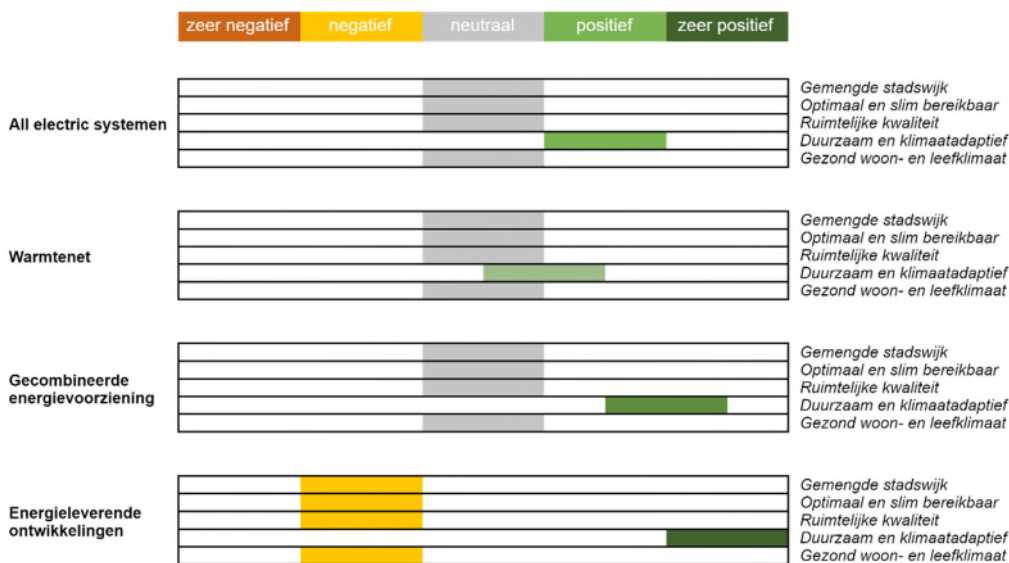 zeer negatief negatief neutraal positief zeer positief
All electric systemen
Gemengde stadswijk
Optimaal en slim bereikbaar
Ruimtelijke kwaliteit
Duurzaam en klimaatadaptief
Gezond woon- en leefklimaat
Warmtenet
Gemengde stadswijk
Optimaal en slim bereikbaar
Ruimtelijke kwaliteit
Duurzaam en klimaatadaptief
Gezond woon- en leefklimaat
Gecombineerde
energievoorziening
Gemengde stadswijk
Optimaal en slim bereikbaar
Ruimtelijke kwaliteit
Duurzaam en klimaatadaptief
Gezond woon- en leefklimaat
Energieleverende
ontwikkelingen
Gemengde stadswijk
Optimaal en slim bereikbaar
Ruimtelijke kwaliteit
Duurzaam en klimaatadaptief
Gezond woon- en leefklimaat